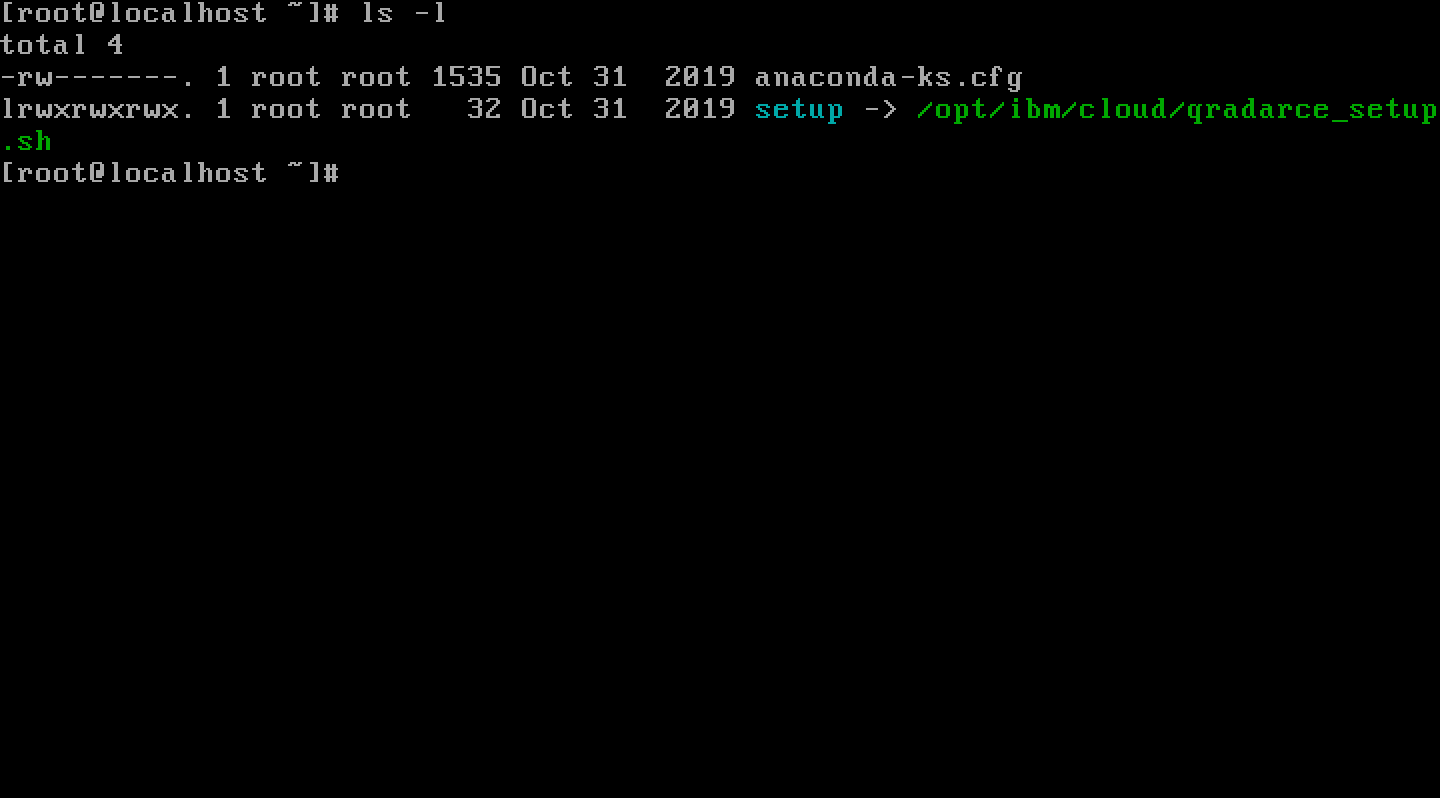 [root@localhost ~]# ls -l
total 4
-rw-------. 1 root root 1535 Oct 31  2019 anaconda-ks.cfg
lrwxrwxrwx. 1 root root   32 Oct 31  2019 setup -> /opt/ibm/cloud/qradarce_setup
.sh
[root@localhost ~]#